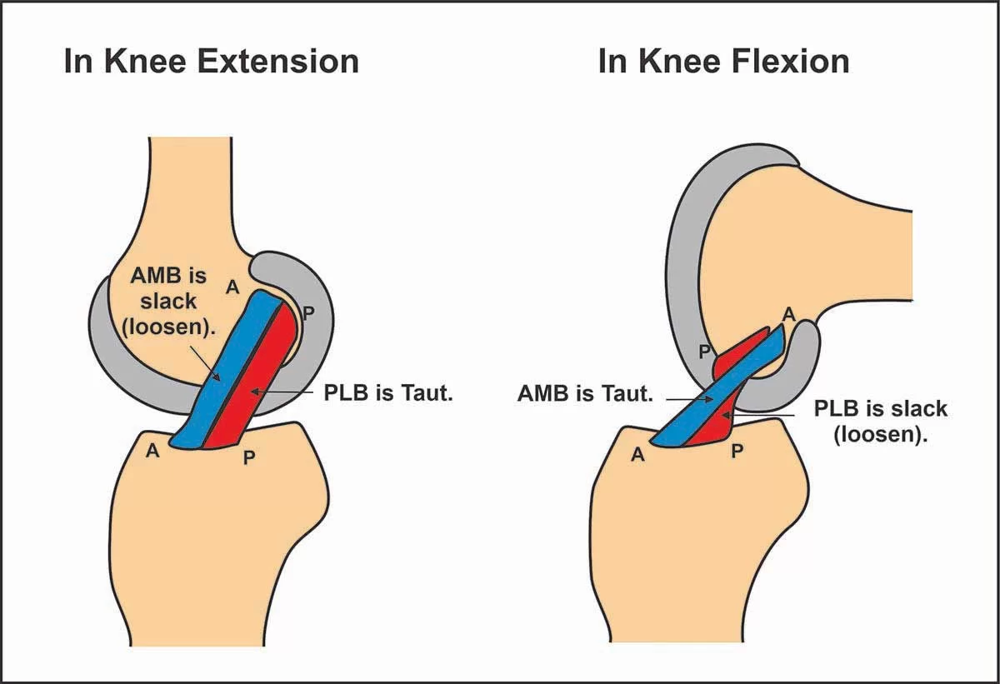 In Knee Extension
In Knee Flexion
AMB is
slack
(loosen).
A
P
PLB is Taut.
A
P
A
P
AMB is Taut.
PLB is slack
(loosen).
A
P